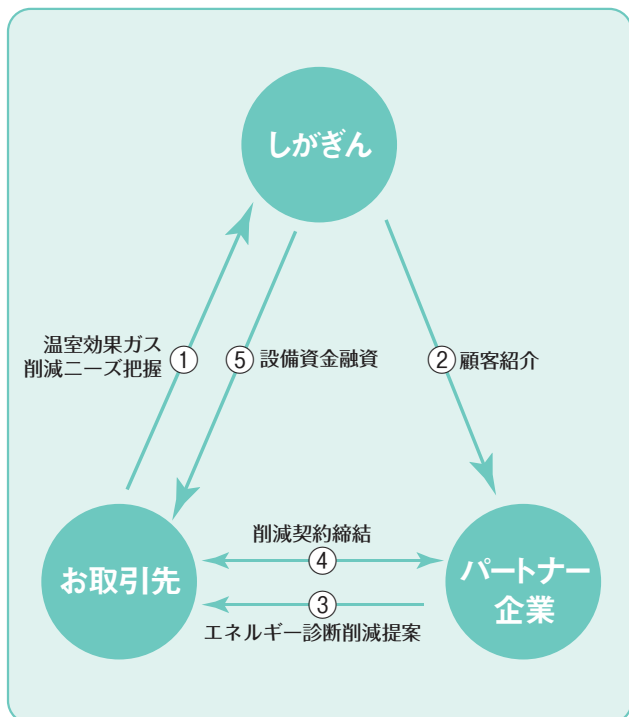 しがぎん
温室効果ガス
削減ニーズ把握
①
⑤
設備資金融資
②
顧客紹介
削減契約締結
④
③
エネルギー診断削減提案
お取引先
パートナー
企業